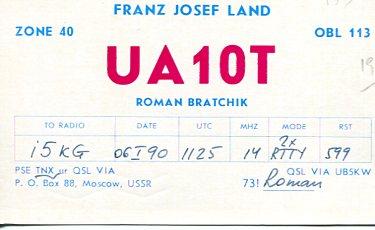 FRANZ JOSEF LAND
ZONE 40 OBL 113
UA1OT
ROMAN BRATCHIK
TO RADIO DATE UTC MHZ MODE RST
i5KG 06 I 90 1125 14 2x RTTY 599
PSE TNX ur QSL VIA QSL VIA UB5KW
P. O. Box 88, Moscow, USSR 73! Roman